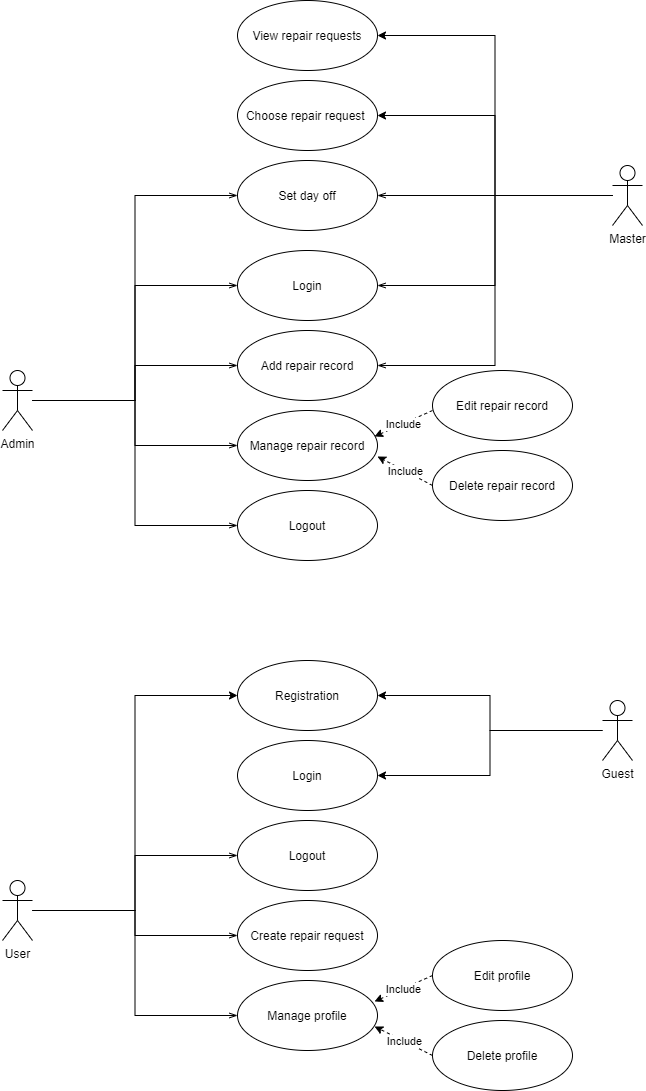 View repair requests
Choose repair request
Set day off
Master
Login
Add repair record
Admin
Edit repair record
Include
Manage repair record
Include
Delete repair record
Logout
Registration
Guest
Login
Logout
User
Create repair request
Edit profile
Include
Manage profile
Include
Delete profile